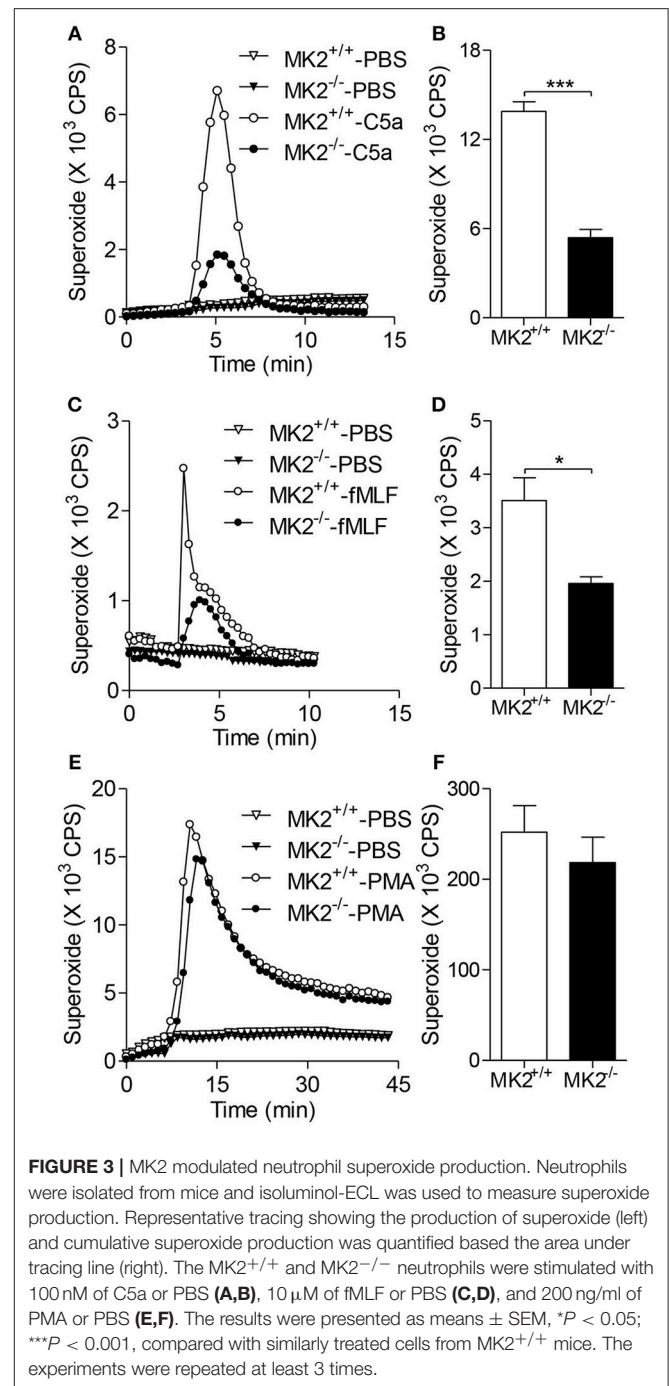 A
Superoxide (X 10³ CPS)
8
6
4
2
0
MK2+/+-PBS
MK2-/--PBS
MK2+/+-C5a
MK2-/--C5a
0 5 10 15
Time (min)
B
Superoxide (X 10³ CPS)
18
12
6
0
***
MK2+/+ MK2-/-
C
Superoxide (X 10³ CPS)
3
2
1
0
MK2+/+-PBS
MK2-/--PBS
MK2+/+-fMLF
MK2-/--fMLF
0 5 10 15
Time (min)
D
Superoxide (X 10³ CPS)
5
4
3
2
1
0
*
MK2+/+ MK2-/-
E
Superoxide (X 10³ CPS)
20
15
10
5
0
MK2+/+-PBS
MK2-/--PBS
MK2+/+-PMA
MK2-/--PMA
0 15 30 45
Time (min)
F
Superoxide (X 10³ CPS)
300
200
100
0
MK2+/+ MK2-/-
FIGURE 3 | MK2 modulated neutrophil superoxide production. Neutrophils
were isolated from mice and isoluminol-ECL was used to measure superoxide
production. Representative tracing showing the production of superoxide (left)
and cumulative superoxide production was quantified based the area under
tracing line (right). The MK2+/+ and MK2−/− neutrophils were stimulated with
100 nM of C5a or PBS (A,B), 10 μM of fMLF or PBS (C,D), and 200 ng/ml of
PMA or PBS (E,F). The results were presented as means ± SEM, *P < 0.05;
***P < 0.001, compared with similarly treated cells from MK2+/+ mice. The
experiments were repeated at least 3 times.